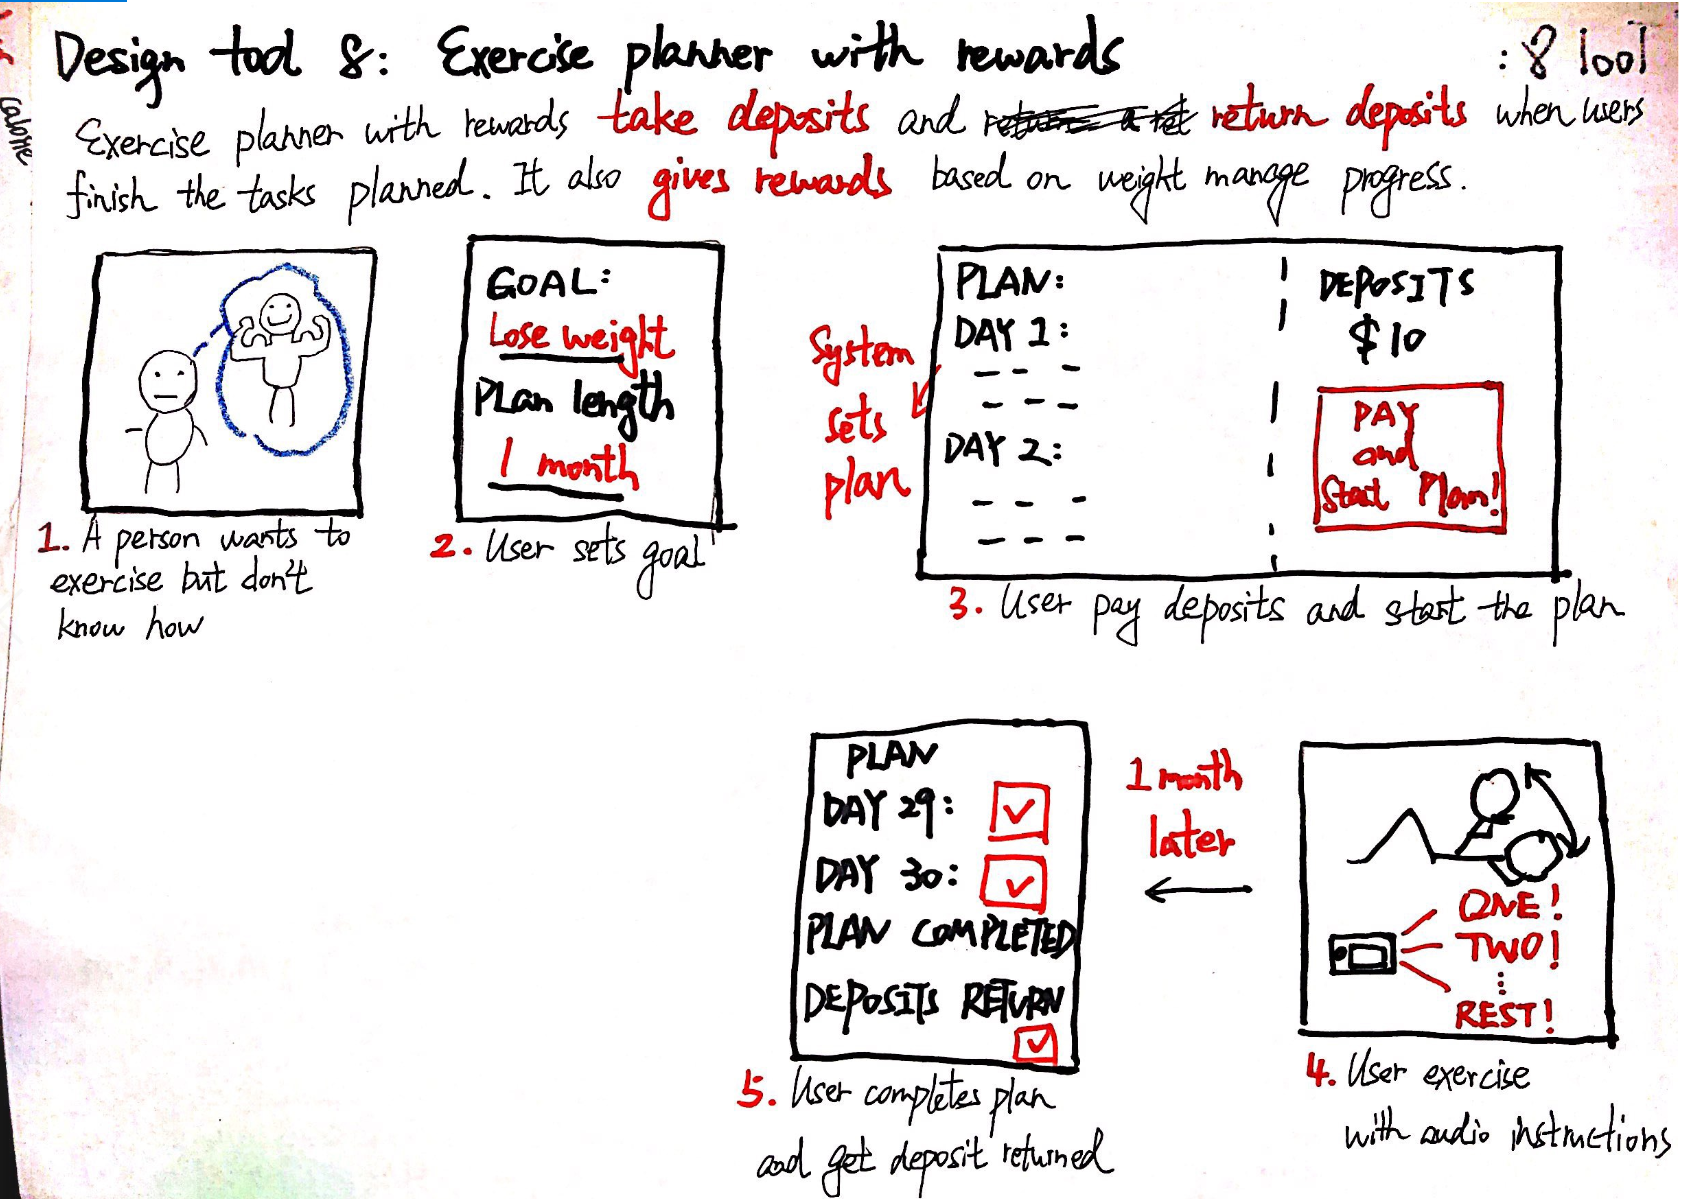 Design tool 8: Exercise planner with rewards
: 8 lool
calorie
Exercise planner with rewards take deposits and return deposits when users
finish the tasks planned. It also gives rewards based on weight manage progress.
GOAL:
Lose weight
Plan length
1 month
System
sets
plan
PLAN:
DAY 1:
DAY 2:
DEPOSITS
$10
PAY
and
Start Plan!
1. A person wants to
exercise but don't
know how
2. User sets goal
3. User pay deposits and start the plan
ONE!
TWO!
REST!
4. User exercise
with audio instructions
1 month
later
PLAN
DAY 29:
DAY 30:
PLAN COMPLETED
DEPOSITS RETURN
5. User completes plan
and get deposit returned